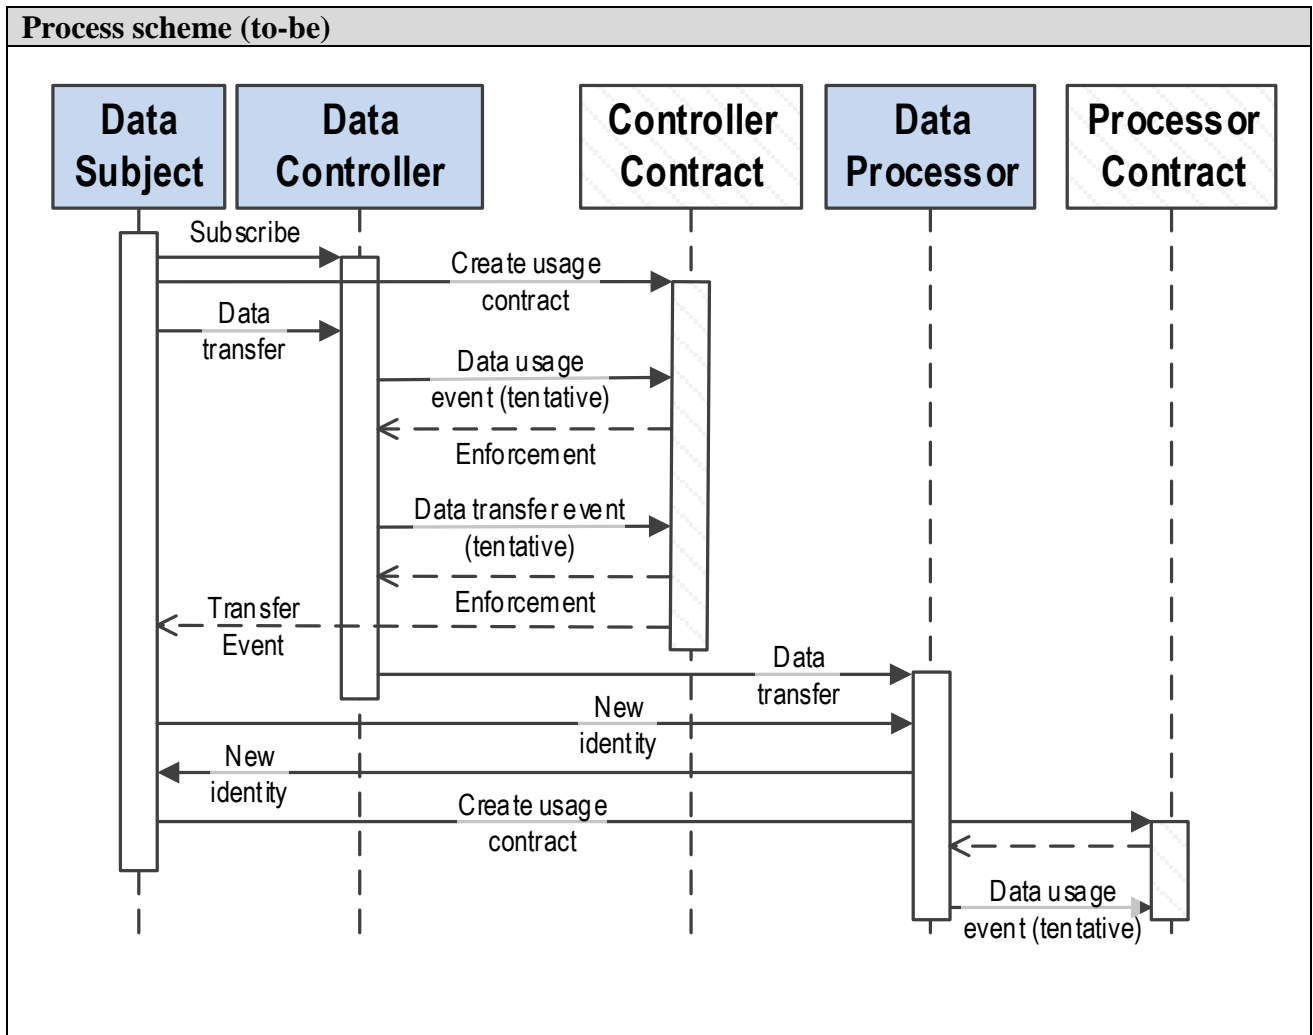 Process scheme (to-be)
Data
Subject
Data
Controller
Controller
Contract
Data
Processor
Processor
Contract
Subscribe
Create usage
contract
Data
transfer
Data usage
event (tentative)
Enforcement
Data transfer event
(tentative)
Enforcement
Transfer
Event
Data
transfer
New
identity
New
identity
Create usage
contract
Data usage
event (tentative)